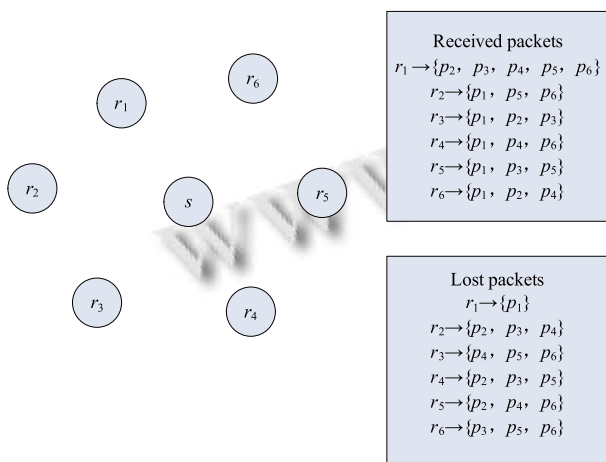 r6
r1
r2
s
r5
r3
r4
Received packets
r1→{p2, p3, p4, p5, p6}
r2→{p1, p5, p6}
r3→{p1, p2, p3}
r4→{p1, p4, p6}
r5→{p1, p3, p5}
r6→{p1, p2, p4}
Lost packets
r1→{p1}
r2→{p2, p3, p4}
r3→{p4, p5, p6}
r4→{p2, p3, p5}
r5→{p2, p4, p6}
r6→{p3, p5, p6}